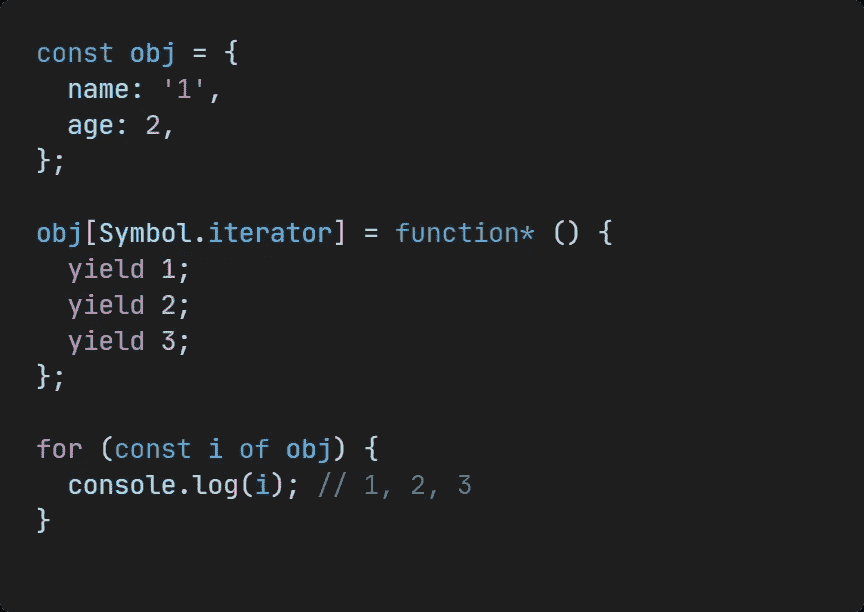 const obj = {
  name: '1',
  age: 2,
};

obj[Symbol.iterator] = function* () {
  yield 1;
  yield 2;
  yield 3;
};

for (const i of obj) {
  console.log(i); // 1, 2, 3
}